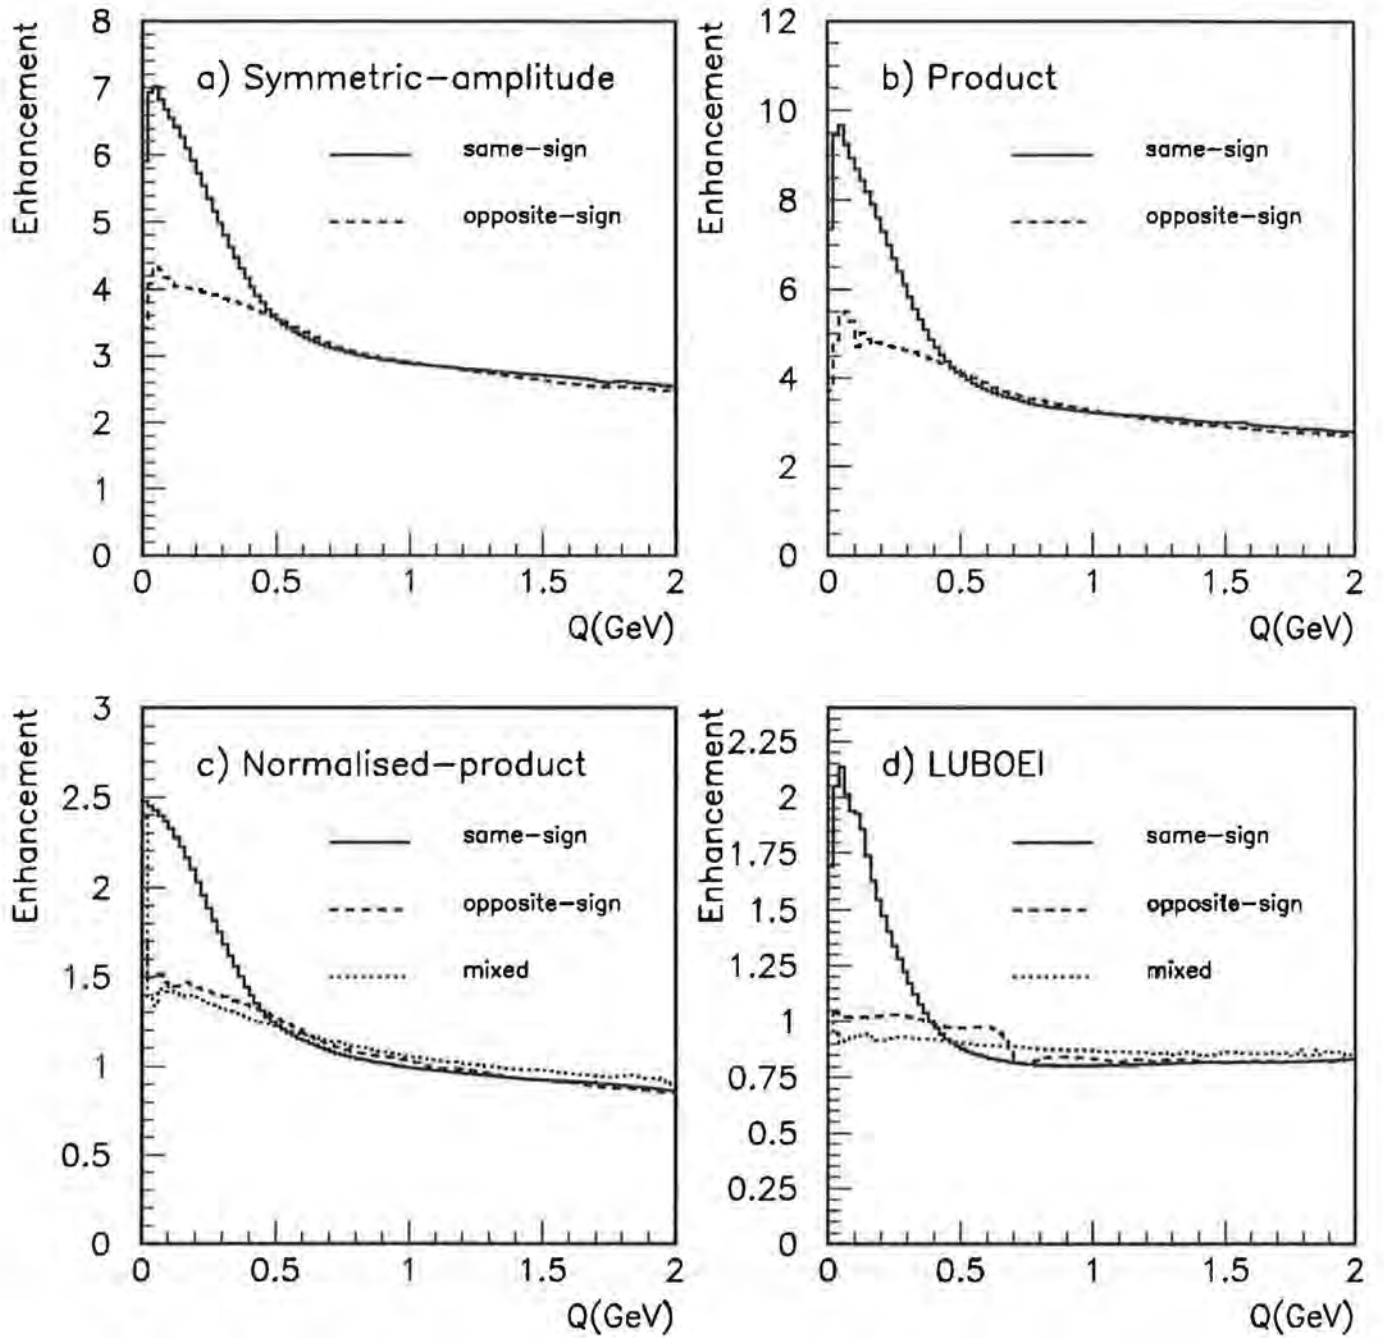 Enhancement
8
7
6
5
4
3
2
1
0
a) Symmetric-amplitude
same-sign
opposite-sign
0 0.5 1 1.5 2
Q(GeV)
Enhancement
12
10
8
6
4
2
0
b) Product
same-sign
opposite-sign
0 0.5 1 1.5 2
Q(GeV)
Enhancement
3
2.5
2
1.5
1
0.5
0
c) Normalised-product
same-sign
opposite-sign
mixed
0 0.5 1 1.5 2
Q(GeV)
Enhancement
2.25
2
1.75
1.5
1.25
1
0.75
0.5
0.25
0
d) LUBOEI
same-sign
opposite-sign
mixed
0 0.5 1 1.5 2
Q(GeV)